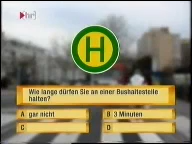 hr
H
Wie lange dürfen Sie an einer Bushaltestelle
halten?
A gar nicht
B 3 Minuten
C
D